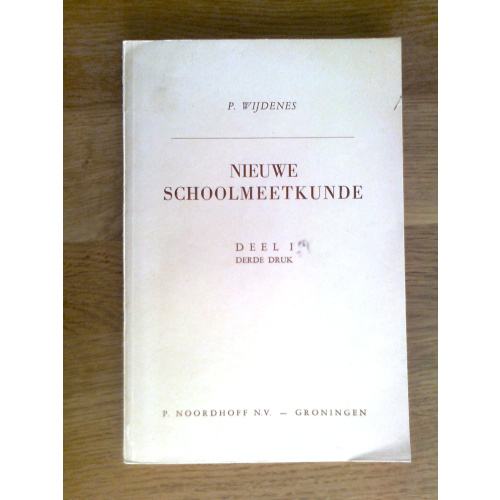 P. WIJDENES
NIEUWE
SCHOOLMEETKUNDE
DEEL I
DERDE DRUK
P. NOORDHOFF N.V. — GRONINGEN